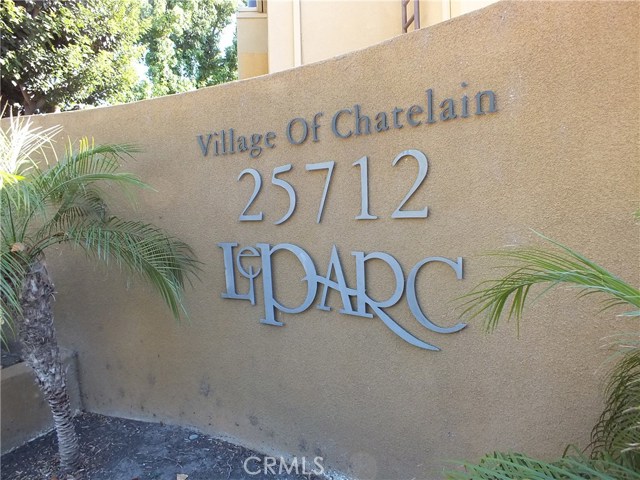 Village Of Chatelain
25712
LePARC
CRMLS